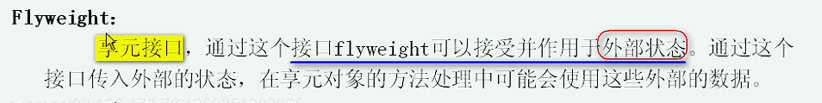 Flyweight:
享元接口，通过这个接口flyweight可以接受并作用于外部状态。通过这个
接口传入外部的状态，在享元对象的方法处理中可能会使用这些外部的数据。